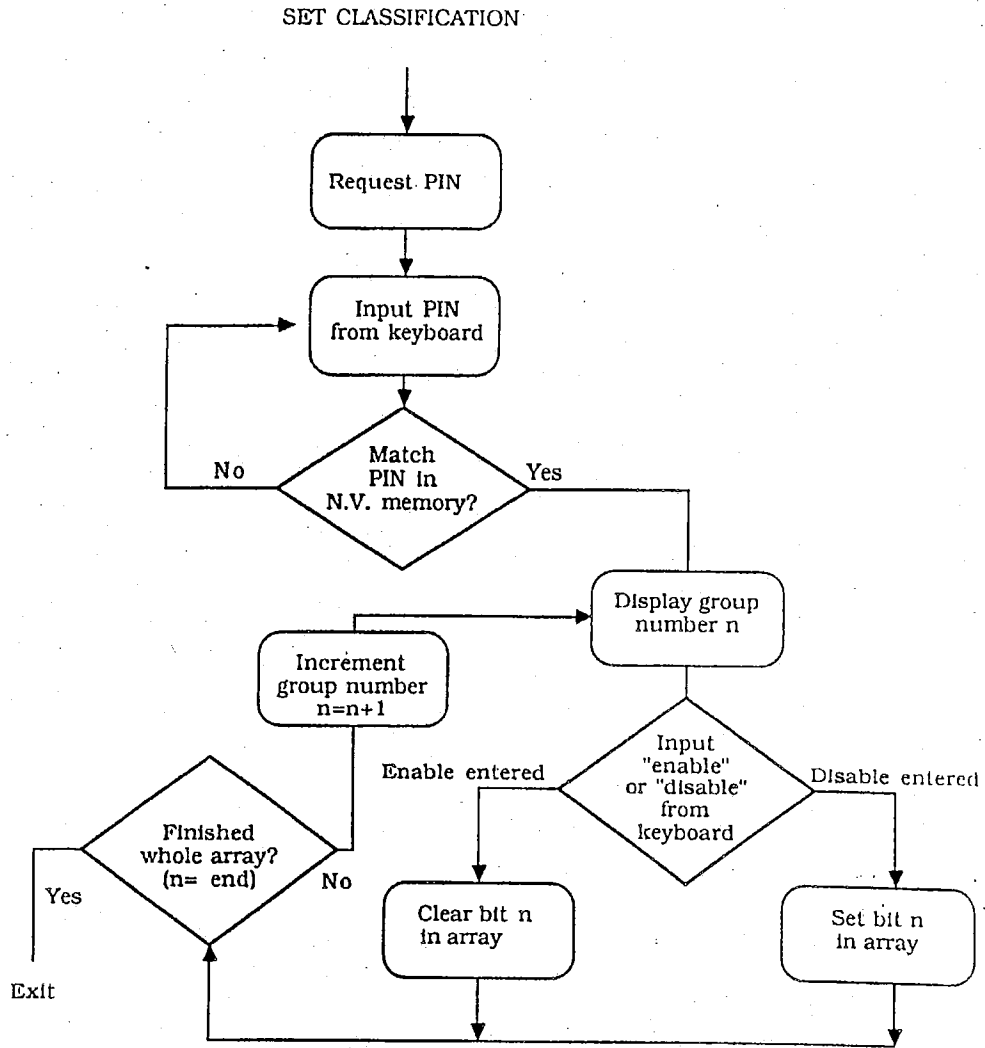 SET CLASSIFICATION
Request PIN
Input PIN
from keyboard
Match
PIN in
N.V. memory?
No
Yes
Display group
number n
Increment
group number
n=n+1
Input
"enable"
or "disable"
from
keyboard
Enable entered
Disable entered
Finished
whole array?
(n= end)
No
Yes
Clear bit n
in array
Set bit n
in array
Exit